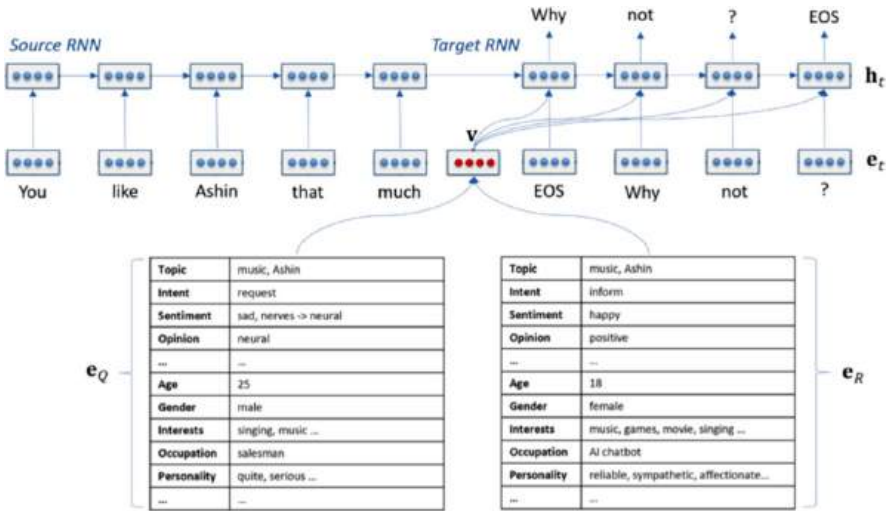 Why not ? EOS
Source RNN Target RNN
h_t
v
e_t
You like Ashin that much EOS Why not ?
Topic music, Ashin
Intent request
Sentiment sad, nerves -> neural
Opinion neural
... ...
Age 25
Gender male
Interests singing, music ...
Occupation salesman
Personality quite, serious ...
... ...
e_Q
Topic music, Ashin
Intent inform
Sentiment happy
Opinion positive
... ...
Age 18
Gender female
Interests music, games, movie, singing ...
Occupation AI chatbot
Personality reliable, sympathetic, affectionate...
... ...
e_R